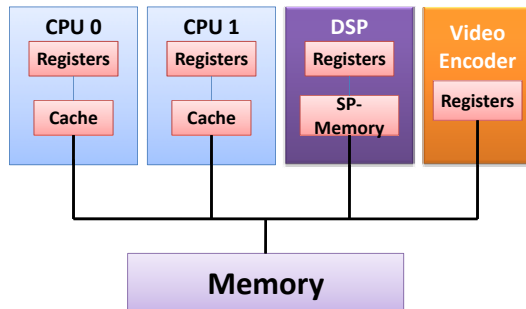 CPU 0
Registers
Cache
CPU 1
Registers
Cache
DSP
Registers
SP-
Memory
Video
Encoder
Registers
Memory